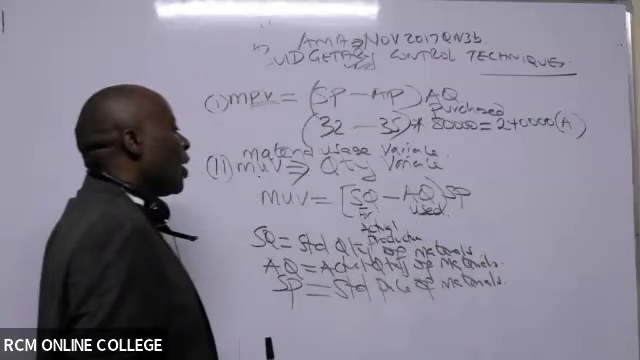 AMA NOV 2017 QN3b.
BUDGETARY CONTROL TECHNIQUES.
(i) MPV = (SP - AP) AQ
purchased
(32 - 35) * 80000 = 240000 (A)
material usage variance.
(ii) MUV => Qty Variance
MUV = [SQ - AQ] SP
for used
Actual
Production
SQ = Std Qty of materials
AQ = Actual Qty of Materials.
SP = Std Price of materials.
RCM ONLINE COLLEGE